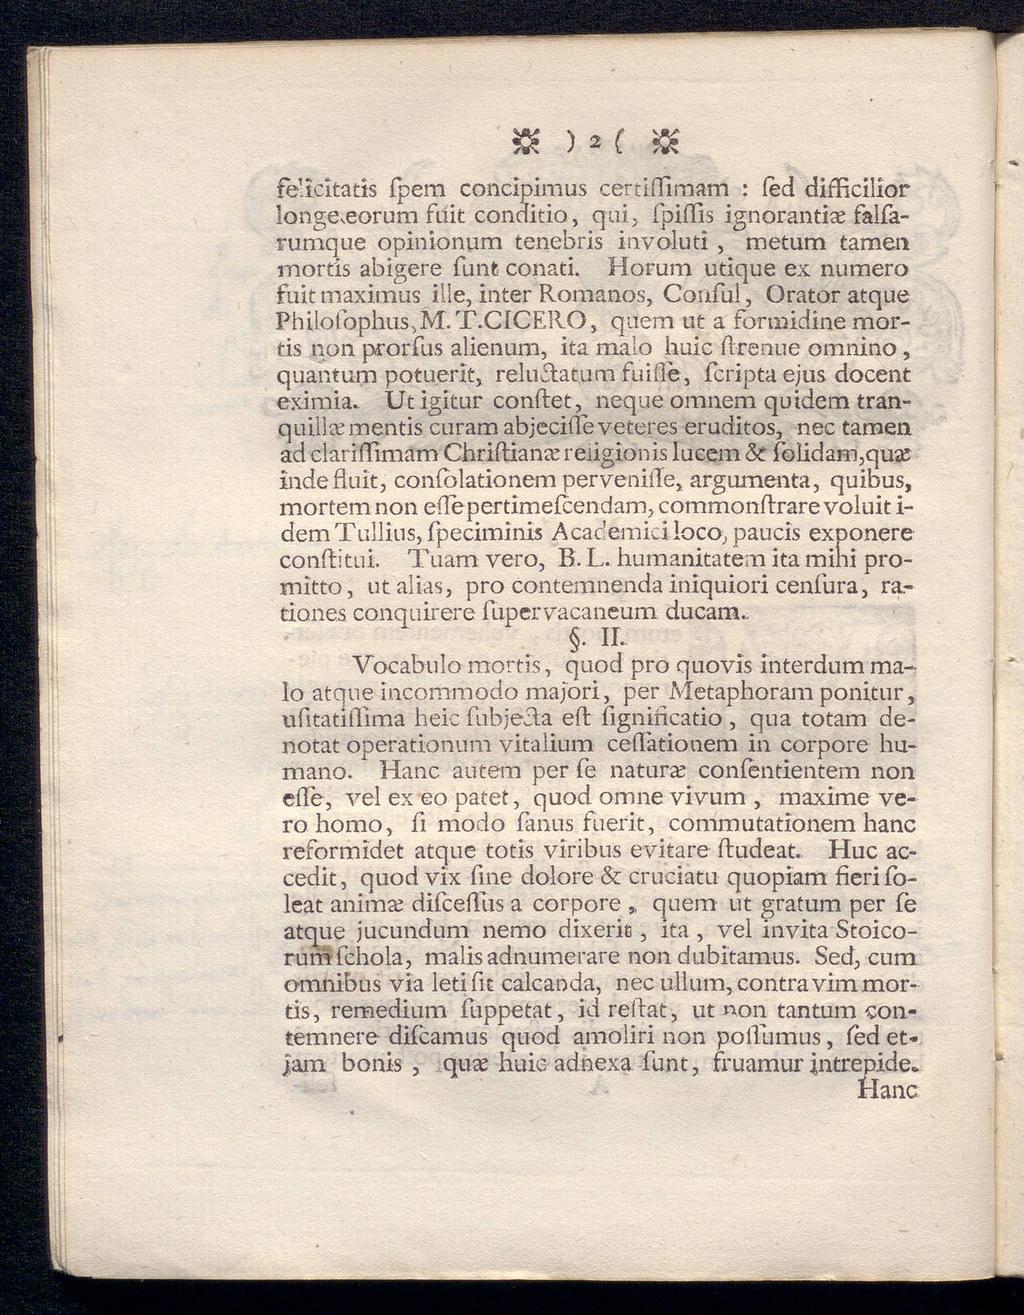 ) 2 (
felicitatis ſpem concipimus certiſſimam : ſed difficilior
longe eorum fuit conditio, qui, ſpiſſis ignorantiæ falſa-
rumque opinionum tenebris involuti , metum tamen
mortis abigere ſunt conati. Horum utique ex numero
fuit maximus ille, inter Romanos, Conſul, Orator atque
Philoſophus, M. T. CICERO, quem ut a formidine mor-
tis non prorſus alienum, ita malo huic ſtrenue omnino,
quantum potuerit, reluctatum fuiſſe, ſcripta ejus docent
eximia. Ut igitur conſtet, neque omnem quidem tran-
quillæ mentis curam abjeciſſe veteres eruditos, nec tamen
ad clariſſimam Chriſtianæ religionis lucem & ſolidam, quæ
inde fluit, conſolationem perveniſſe, argumenta, quibus,
mortem non eſſe pertimeſcendam, commonſtrare voluit i-
dem Tullius, ſpeciminis Academici loco, paucis exponere
conſtitui. Tuam vero, B. L. humanitatem ita mihi pro-
mitto, ut alias, pro contemnenda iniquiori cenſura, ra-
tiones conquirere ſupervacaneum ducam.
§. II.
Vocabulo mortis, quod pro quovis interdum ma-
lo atque incommodo majori, per Metaphoram ponitur,
uſitatiſſima heic ſubjecta eſt ſignificatio, qua totam de-
notat operationum vitalium ceſſationem in corpore hu-
mano. Hanc autem per ſe naturæ conſentientem non
eſſe, vel ex eo patet, quod omne vivum , maxime ve-
ro homo, ſi modo ſanus fuerit, commutationem hanc
reformidet atque totis viribus evitare ſtudeat. Huc ac-
cedit, quod vix ſine dolore & cruciatu quopiam fieri ſo-
leat animæ diſceſſus a corpore , quem ut gratum per ſe
atque jucundum nemo dixerit, ita , vel invita Stoico-
rum ſchola, malis adnumerare non dubitamus. Sed, cum
omnibus via leti ſit calcanda, nec ullum, contra vim mor-
tis, remedium ſuppetat, id reſtat, ut non tantum con-
temnere diſcamus quod amoliri non poſſumus, ſed et-
jam bonis , quæ huic adnexa ſunt, fruamur intrepide.
Hanc